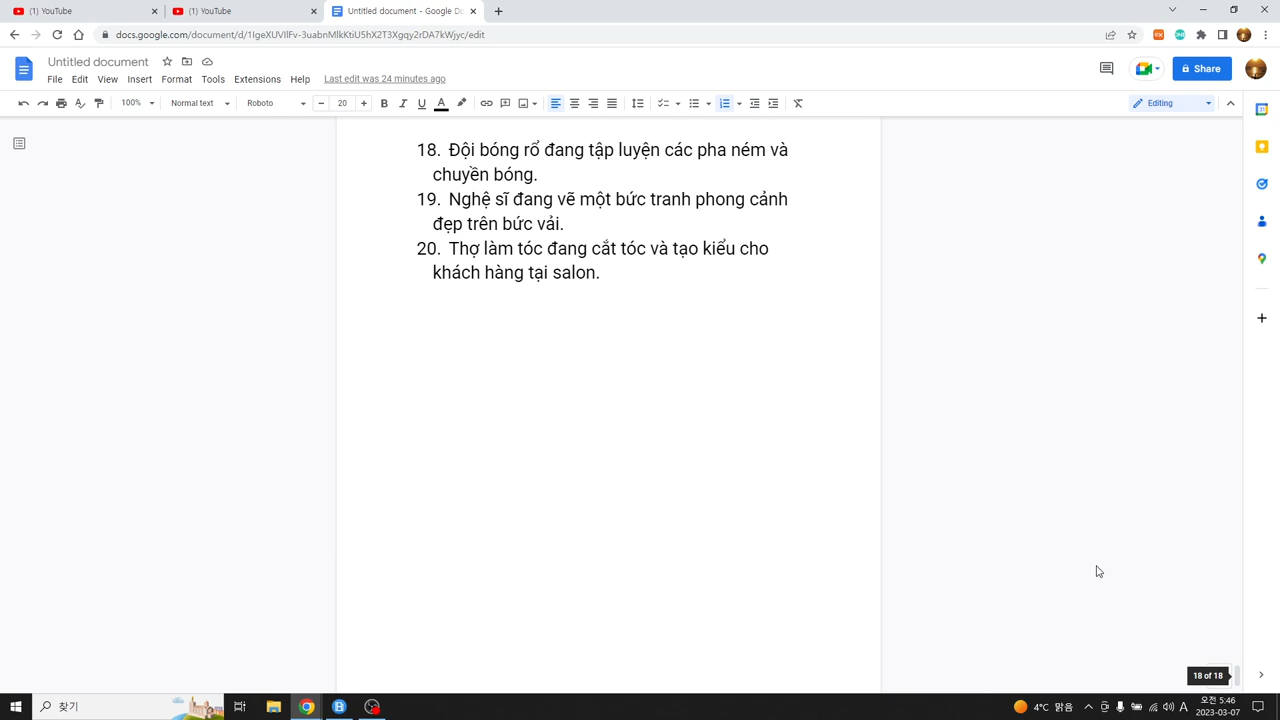 (1) YouTube
(1) YouTube
Untitled document - Google Do
docs.google.com/document/d/1IgeXUVIlFv-3uabnMlkKtiU5hX2T3Xgqy2rDA7kWjyc/edit
Untitled document
File Edit View Insert Format Tools Extensions Help Last edit was 24 minutes ago
Share
100% Normal text Roboto 20 Editing
18. Đội bóng rổ đang tập luyện các pha ném và
chuyền bóng.
19. Nghệ sĩ đang vẽ một bức tranh phong cảnh
đẹp trên bức vải.
20. Thợ làm tóc đang cắt tóc và tạo kiểu cho
khách hàng tại salon.
18 of 18
찾기
4°C 맑음
A
오전 5:46
2023-03-07